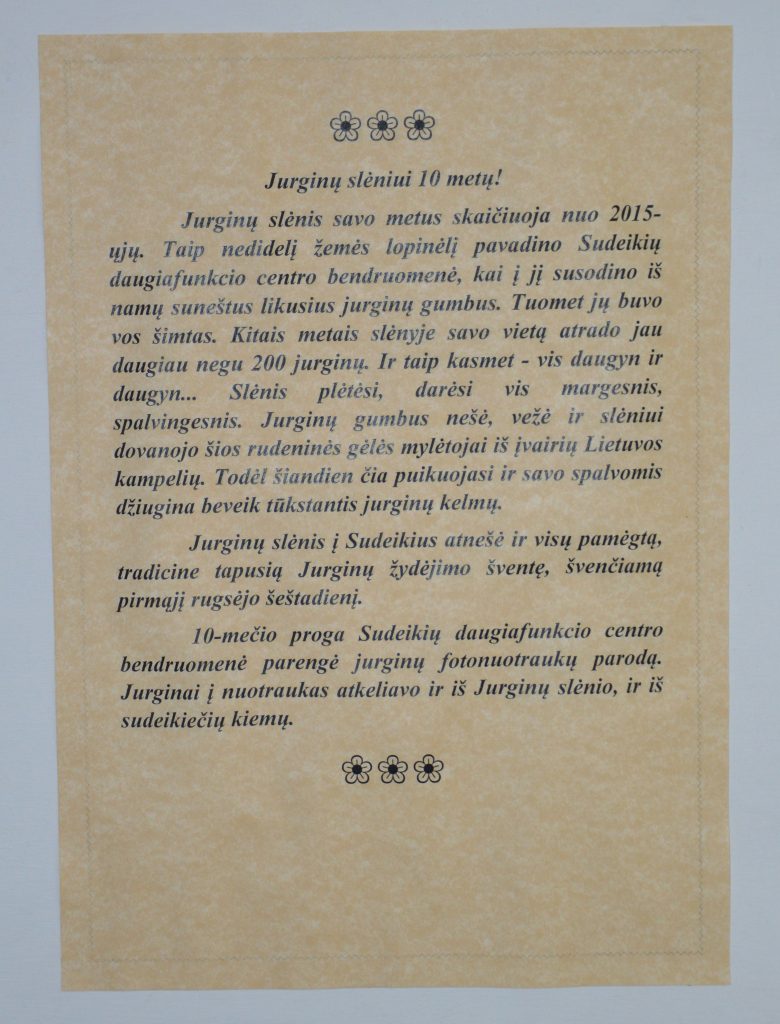 Jurginų slėniui 10 metų!
Jurginų slėnis savo metus skaičiuoja nuo 2015-
ųjų. Taip nedidelį žemės lopinėlį pavadino Sudeikių
daugiafunkcio centro bendruomenė, kai į jį susodino iš
namų suneštus likusius jurginų gumbus. Tuomet jų buvo
vos šimtas. Kitais metais slėnyje savo vietą atrado jau
daugiau negu 200 jurginų. Ir taip kasmet - vis daugyn ir
daugyn... Slėnis plėtėsi, darėsi vis margesnis,
spalvingesnis. Jurginų gumbus nešė, vežė ir slėniui
dovanojo šios rudeninės gėlės mylėtojai iš įvairių Lietuvos
kampelių. Todėl šiandien čia puikuojasi ir savo spalvomis
džiugina beveik tūkstantis jurginų kelmų.
Jurginų slėnis į Sudeikius atnešė ir visų pamėgtą,
tradicine tapusią Jurginų žydėjimo šventę, švenčiamą
pirmąjį rugsėjo šeštadienį.
10-mečio proga Sudeikių daugiafunkcio centro
bendruomenė parengė jurginų fotonuotraukų parodą.
Jurginai į nuotraukas atkeliavo ir iš Jurginų slėnio, ir iš
sudeikiečių kiemų.